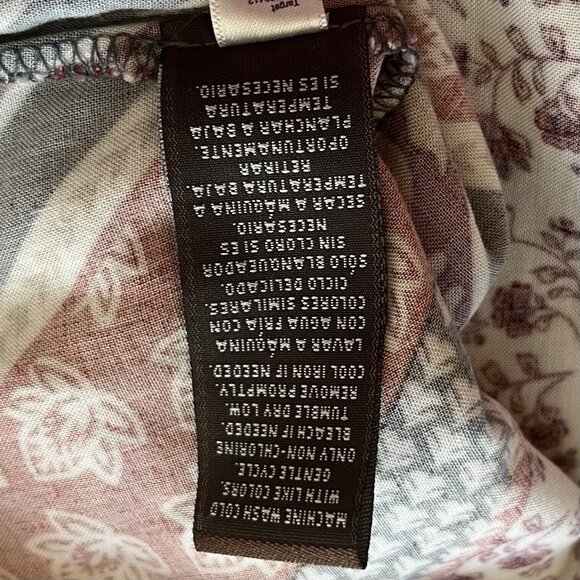 MACHINE WASH COLD
WITH LIKE COLORS.
GENTLE CYCLE.
ONLY NON-CHLORINE
BLEACH IF NEEDED.
TUMBLE DRY LOW.
REMOVE PROMPTLY.
COOL IRON IF NEEDED.
LAVAR A MÁQUINA
CON AGUA FRÍA CON
COLORES SIMILARES.
CICLO DELICADO.
SÓLO BLANQUEADOR
SIN CLORO SI ES
NECESARIO.
SECAR A MÁQUINA A
TEMPERATURA BAJA.
RETIRAR
OPORTUNAMENTE.
PLANCHAR A BAJA
TEMPERATURA
SI ES NECESARIO.
Target